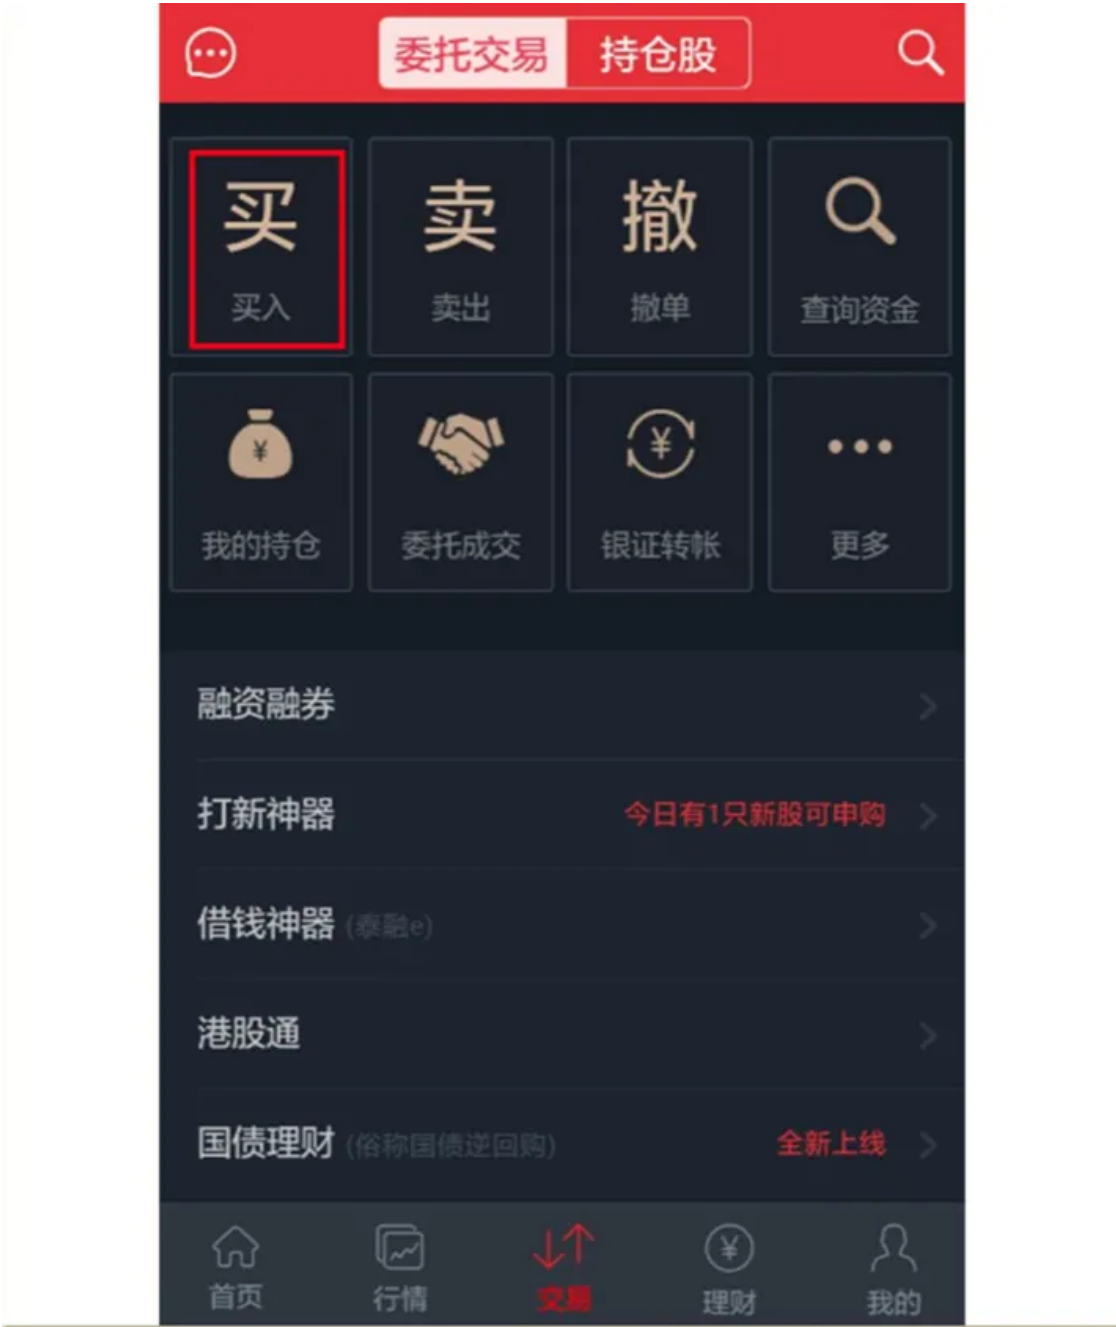 委托交易 持仓股
买 卖 撤
买入 卖出 撤单 查询资金
¥ ¥
我的持仓 委托成交 银证转帐 更多
融资融券
打新神器 今日有1只新股可申购
借钱神器 (泰融e)
港股通
国债理财 (俗称国债逆回购) 全新上线
¥
首页 行情 交易 理财 我的